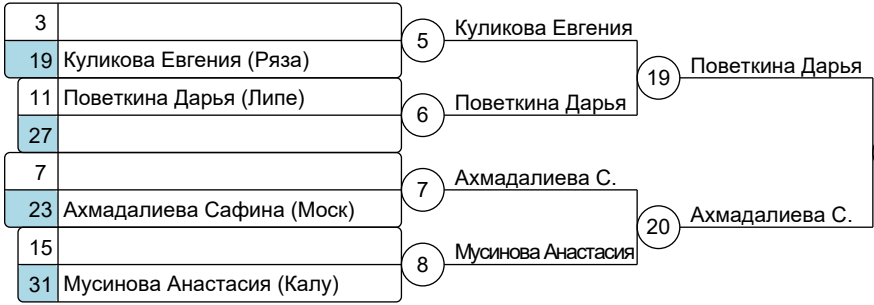 3
19 Куликова Евгения (Ряза)
5
Куликова Евгения
11 Поветкина Дарья (Липе)
27
6
Поветкина Дарья
19
Поветкина Дарья
7
23 Ахмадалиева Сафина (Моск)
7
Ахмадалиева С.
15
31 Мусинова Анастасия (Калу)
8
Мусинова Анастасия
20
Ахмадалиева С.